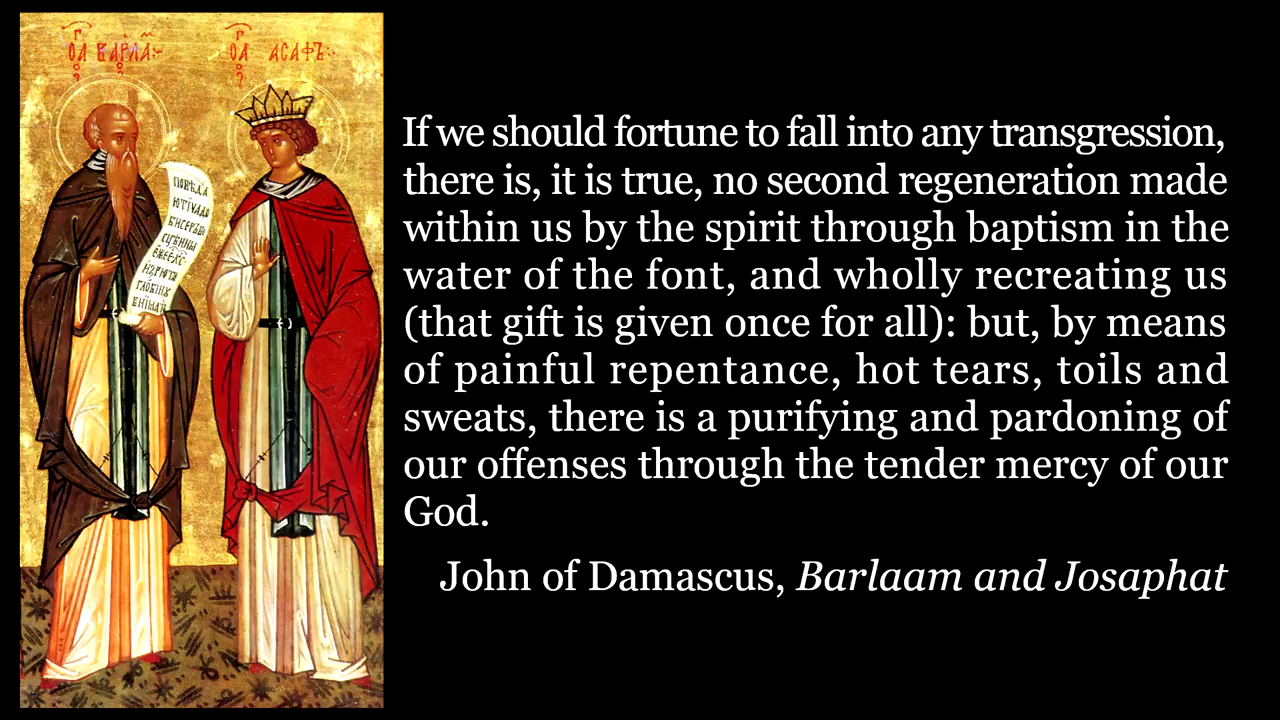 ВАРЛА
АСАФЪ
If we should fortune to fall into any transgression,
there is, it is true, no second regeneration made
within us by the spirit through baptism in the
water of the font, and wholly recreating us
(that gift is given once for all): but, by means
of painful repentance, hot tears, toils and
sweats, there is a purifying and pardoning of
our offenses through the tender mercy of our
God.
John of Damascus, Barlaam and Josaphat